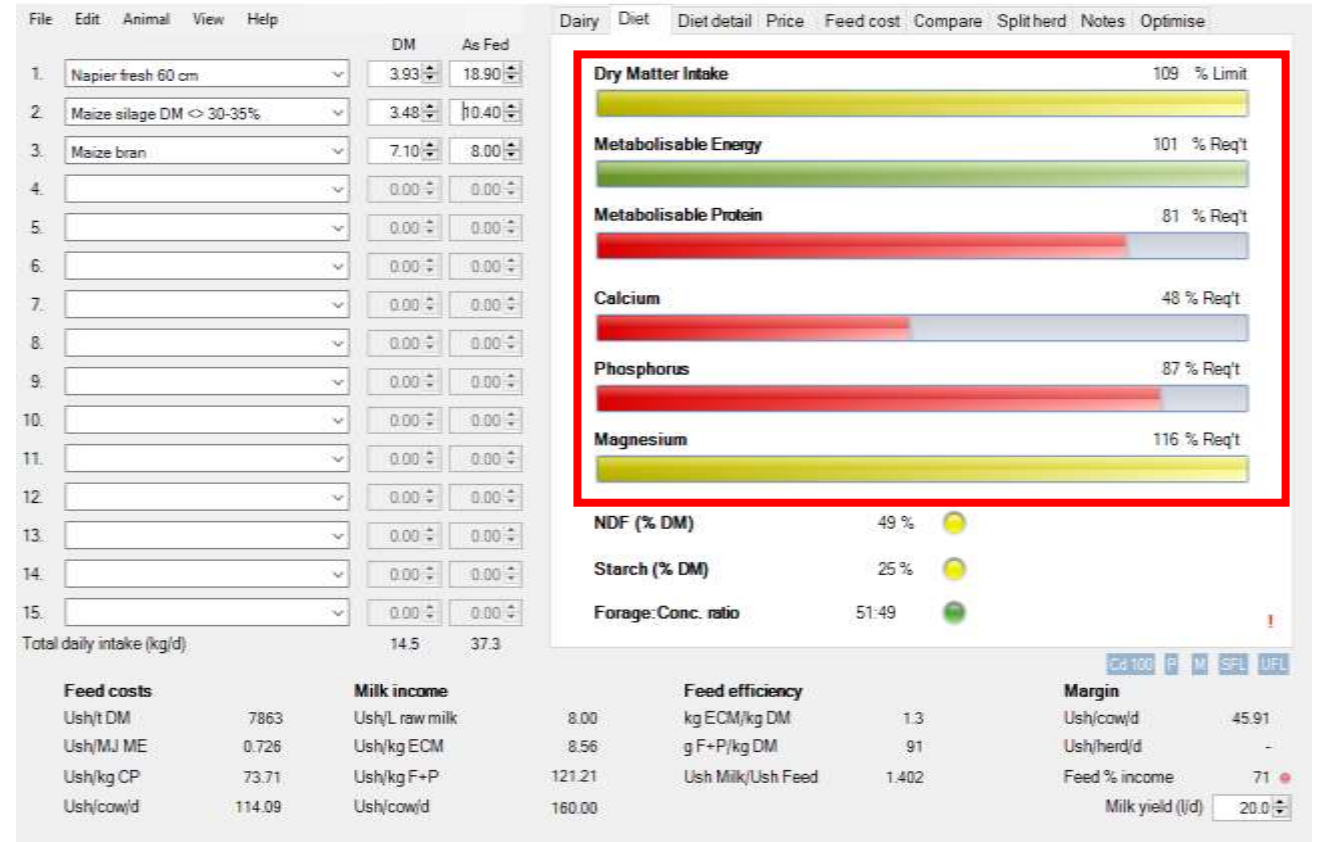 File Edit Animal View Help
DM As Fed
1. Napier fresh 60 cm 3.93 18.90
2. Maize silage DM <> 30-35% 3.48 10.40
3. Maize bran 7.10 8.00
4. 0.00 0.00
5. 0.00 0.00
6. 0.00 0.00
7. 0.00 0.00
8. 0.00 0.00
9. 0.00 0.00
10. 0.00 0.00
11. 0.00 0.00
12. 0.00 0.00
13. 0.00 0.00
14. 0.00 0.00
15. 0.00 0.00
Total daily intake (kg/d) 14.5 37.3
Dairy Diet Diet detail Price Feed cost Compare Split herd Notes Optimise
Dry Matter Intake 109 % Limit
Metabolisable Energy 101 % Req't
Metabolisable Protein 81 % Req't
Calcium 48 % Req't
Phosphorus 87 % Req't
Magnesium 116 % Req't
NDF (% DM) 49 %
Starch (% DM) 25 %
Forage:Conc. ratio 51:49
!
Cd 100 P M SFL UFL
Feed costs Milk income Feed efficiency Margin
Ush/t DM 7863 Ush/L raw milk 8.00 kg ECM/kg DM 1.3 Ush/cow/d 45.91
Ush/MJ ME 0.726 Ush/kg ECM 8.56 g F+P/kg DM 91 Ush/herd/d -
Ush/kg CP 73.71 Ush/kg F+P 121.21 Ush Milk/Ush Feed 1.402 Feed % income 71
Ush/cow/d 114.09 Ush/cow/d 160.00 Milk yield (l/d) 20.0